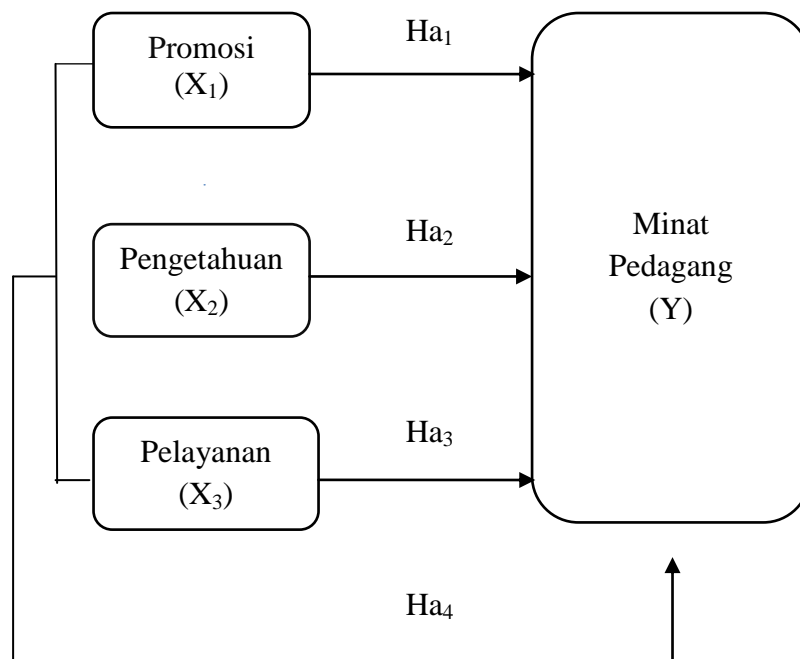 Promosi
(X₁)
Ha₁
Pengetahuan
(X₂)
Ha₂
Minat
Pedagang
(Y)
Pelayanan
(X₃)
Ha₃
Ha₄